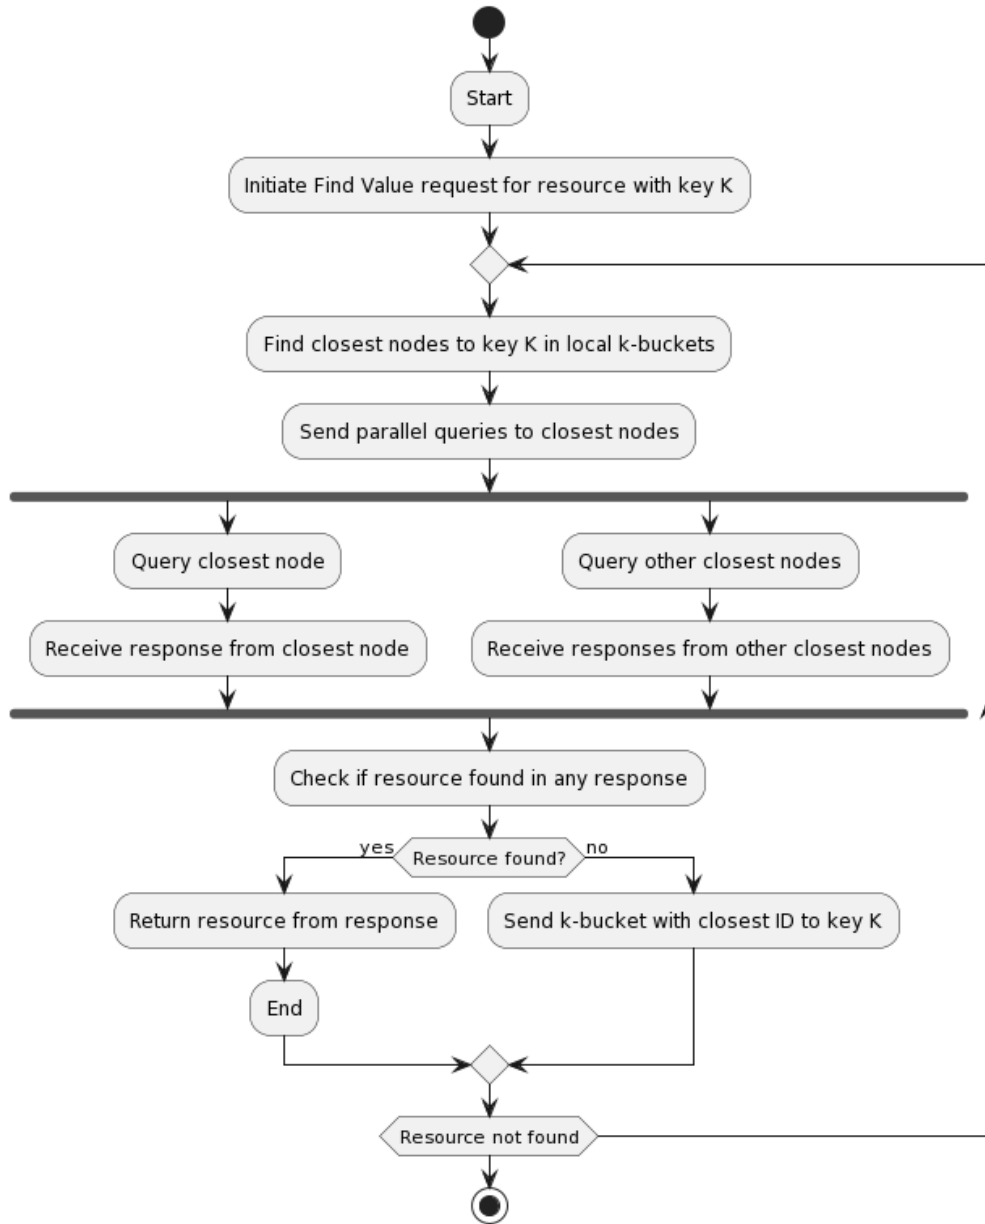 Start
Initiate Find Value request for resource with key K
Find closest nodes to key K in local k-buckets
Send parallel queries to closest nodes
Query closest node
Query other closest nodes
Receive response from closest node
Receive responses from other closest nodes
Check if resource found in any response
yes
Resource found?
no
Return resource from response
Send k-bucket with closest ID to key K
End
Resource not found